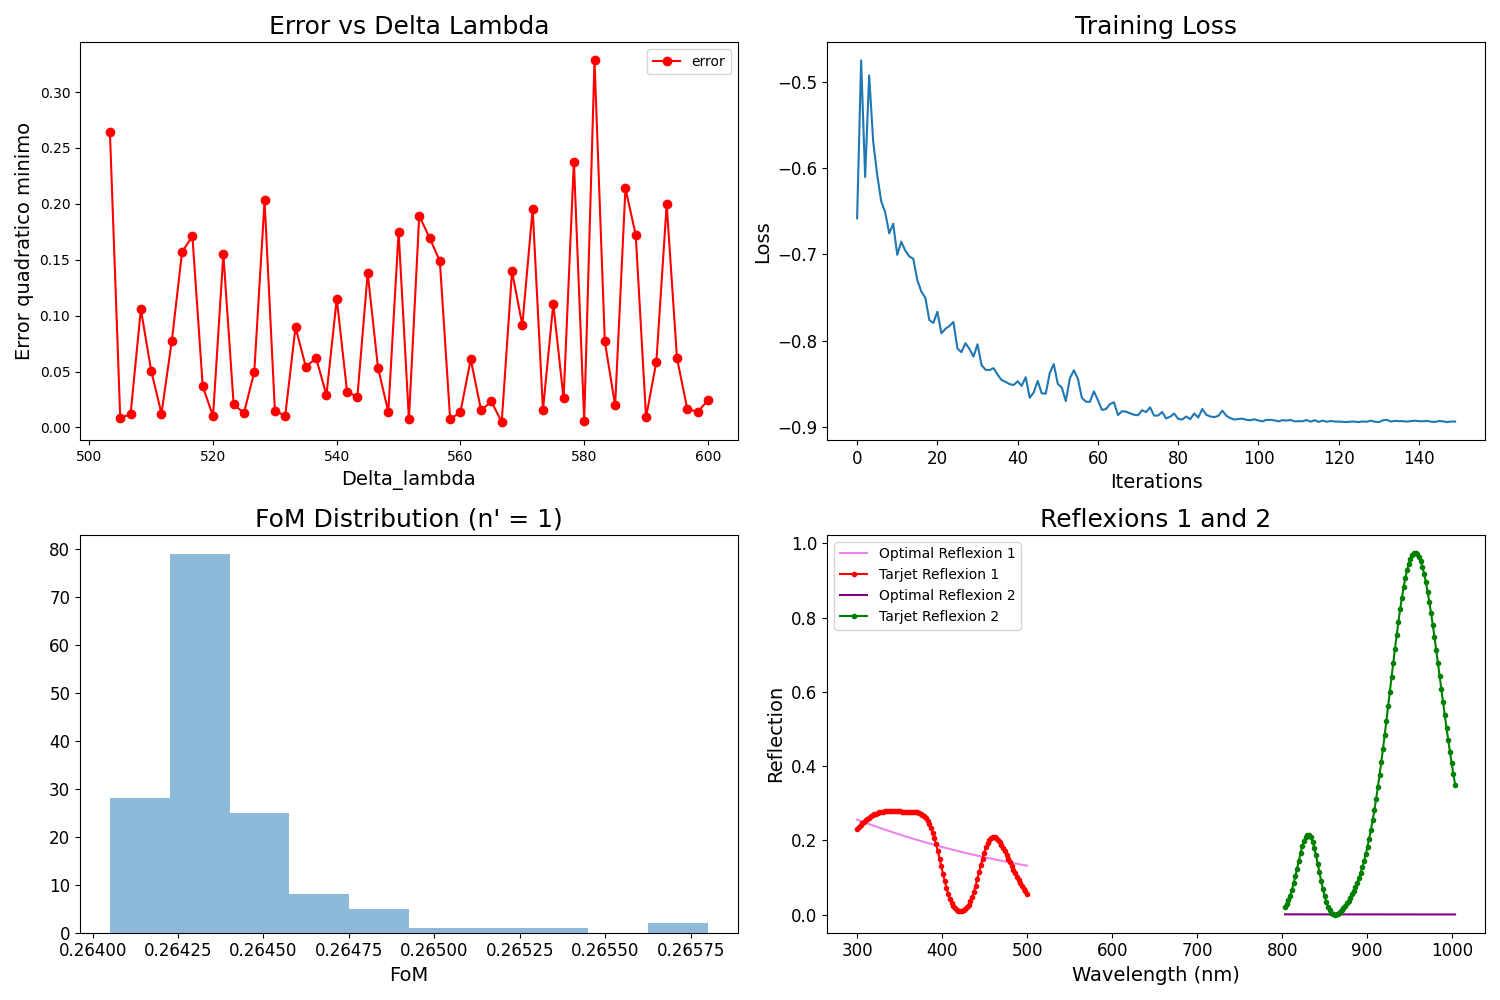 Error vs Delta Lambda
error
Error quadratico minimo
0.30
0.25
0.20
0.15
0.10
0.05
0.00
500 520 540 560 580 600
Delta_lambda
Training Loss
Loss
−0.5
−0.6
−0.7
−0.8
−0.9
0 20 40 60 80 100 120 140
Iterations
FoM Distribution (n' = 1)
80
70
60
50
40
30
20
10
0
0.26400 0.26425 0.26450 0.26475 0.26500 0.26525 0.26550 0.26575
FoM
Reflexions 1 and 2
Optimal Reflexion 1
Tarjet Reflexion 1
Optimal Reflexion 2
Tarjet Reflexion 2
Reflection
1.0
0.8
0.6
0.4
0.2
0.0
300 400 500 600 700 800 900 1000
Wavelength (nm)